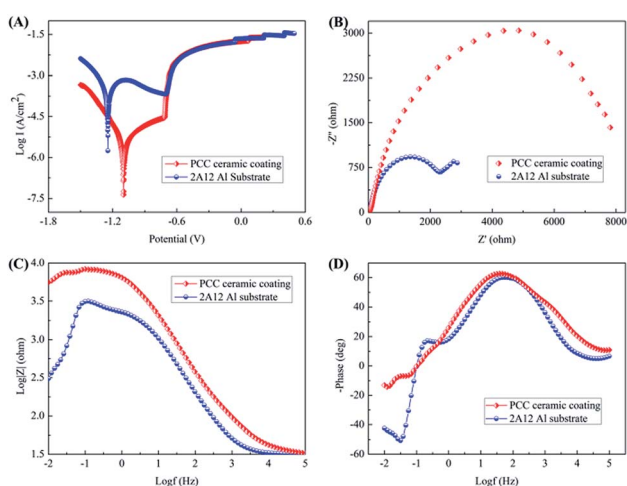 (A)
-1.5
-3.0
-4.5
-6.0
-7.5
Log I (A/cm²)
PCC ceramic coating
2A12 Al Substrate
-1.8 -1.2 -0.6 0.0 0.6
Potential (V)
(B)
3000
2250
1500
750
0
-Z'' (ohm)
PCC ceramic coating
2A12 Al substrate
0 2000 4000 6000 8000
Z' (ohm)
(C)
4.0
3.5
3.0
2.5
2.0
1.5
Log|Z| (ohm)
PCC ceramic coating
2A12 Al substrate
-2 -1 0 1 2 3 4 5
Logf (Hz)
(D)
-60
-40
-20
0
20
40
60
-Phase (deg)
PCC ceramic coating
2A12 Al substrate
-2 -1 0 1 2 3 4 5
Logf (Hz)